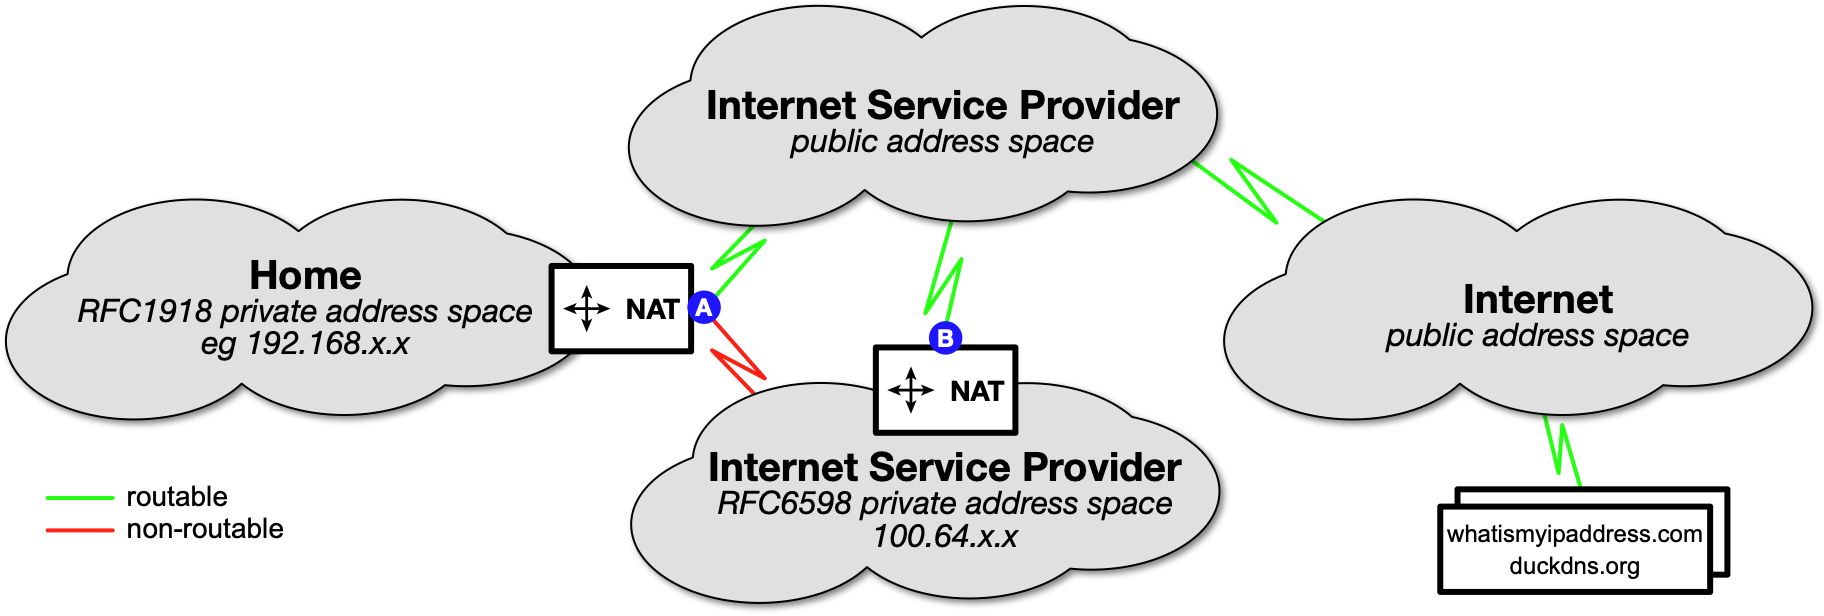 Internet Service Provider
public address space
Home
RFC1918 private address space
eg 192.168.x.x
NAT
A
B
NAT
Internet
public address space
Internet Service Provider
RFC6598 private address space
100.64.x.x
routable
non-routable
whatismyipaddress.com
duckdns.org